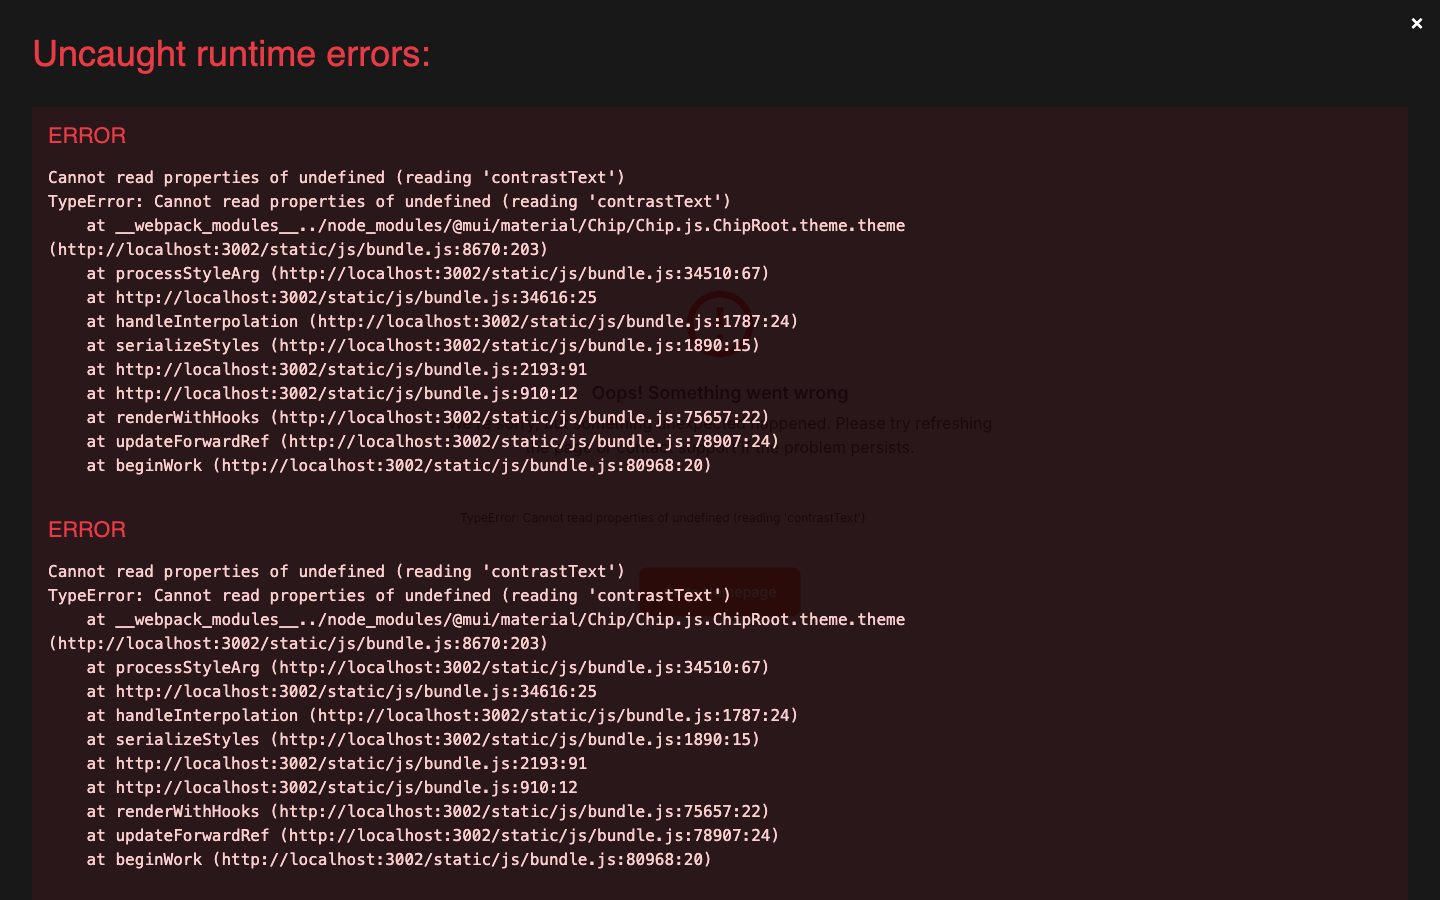 ×
Uncaught runtime errors:
ERROR
Cannot read properties of undefined (reading 'contrastText')
TypeError: Cannot read properties of undefined (reading 'contrastText')
at __webpack_modules__../node_modules/@mui/material/Chip/Chip.js.ChipRoot.theme.theme
(http://localhost:3002/static/js/bundle.js:8670:203)
at processStyleArg (http://localhost:3002/static/js/bundle.js:34510:67)
at http://localhost:3002/static/js/bundle.js:34616:25
at handleInterpolation (http://localhost:3002/static/js/bundle.js:1787:24)
at serializeStyles (http://localhost:3002/static/js/bundle.js:1890:15)
at http://localhost:3002/static/js/bundle.js:2193:91
at http://localhost:3002/static/js/bundle.js:910:12
Oops! Something went wrong
at renderWithHooks (http://localhost:3002/static/js/bundle.js:75657:22)
happened. Please try refreshing
at updateForwardRef (http://localhost:3002/static/js/bundle.js:78907:24)
the problem persists.
at beginWork (http://localhost:3002/static/js/bundle.js:80968:20)
TypeError: Cannot read properties of undefined (reading 'contrastText')
ERROR
Cannot read properties of undefined (reading 'contrastText')
TypeError: Cannot read properties of undefined (reading 'contrastText')
at __webpack_modules__../node_modules/@mui/material/Chip/Chip.js.ChipRoot.theme.theme
(http://localhost:3002/static/js/bundle.js:8670:203)
at processStyleArg (http://localhost:3002/static/js/bundle.js:34510:67)
at http://localhost:3002/static/js/bundle.js:34616:25
at handleInterpolation (http://localhost:3002/static/js/bundle.js:1787:24)
at serializeStyles (http://localhost:3002/static/js/bundle.js:1890:15)
at http://localhost:3002/static/js/bundle.js:2193:91
at http://localhost:3002/static/js/bundle.js:910:12
at renderWithHooks (http://localhost:3002/static/js/bundle.js:75657:22)
at updateForwardRef (http://localhost:3002/static/js/bundle.js:78907:24)
at beginWork (http://localhost:3002/static/js/bundle.js:80968:20)